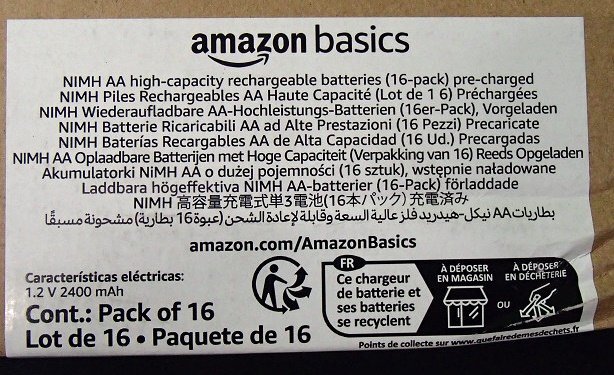 amazon basics
NIMH AA high-capacity rechargeable batteries (16-pack) pre-charged
NIMH Piles Rechargeables AA Haute Capacité (Lot de 1 6) Préchargées
NIMH Wiederaufladbare AA-Hochleistungs-Batterien (16er-Pack), Vorgeladen
NIMH Batterie Ricaricabili AA ad Alte Prestazioni (16 Pezzi) Precaricate
NIMH Baterías Recargables AA de Alta Capacidad (16 Ud.) Precargadas
NIMH AA Oplaadbare Batterijen met Hoge Capaciteit (Verpakking van 16) Reeds Opgeladen
Akumulatorki NiMH AA o dużej pojemności (16 sztuk), wstępnie naładowane
Laddbara högeffektiva NIMH AA-batterier (16-Pack) förladdade
NIMH 高容量充電式単3電池(16本パック) 充電済み
بطاريات AA نيكل-هيدريد فلز عالية السعة وقابلة لإعادة الشحن (عبوة 16 بطارية) مشحونة مسبقًا
amazon.com/AmazonBasics
Características eléctricas:
1.2 V 2400 mAh
Cont.: Pack of 16
Lot de 16 • Paquete de 16
FR
Ce chargeur
de batterie et
ses batteries
se recyclent
À DÉPOSER
EN MAGASIN
OU
À DÉPOSER
EN DÉCHÈTERIE
Points de collecte sur www.quefairedemesdechets.fr